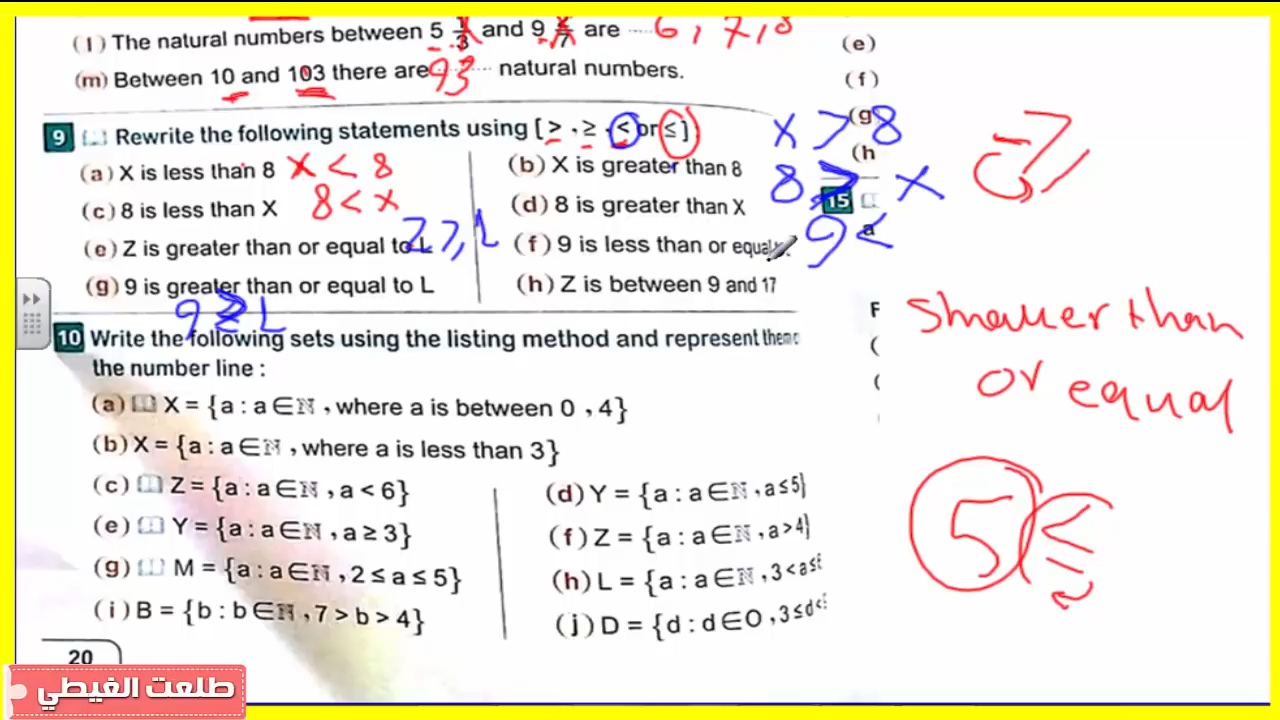 (l) The natural numbers between 5 1/3 and 9 /7 are 6, 7, 8
(m) Between 10 and 103 there are 93 natural numbers.
9 Rewrite the following statements using [ > , ≥ , < or ≤ ]
(a) X is less than 8 X < 8
(b) X is greater than 8 X > 8
(c) 8 is less than X 8 < X
(d) 8 is greater than X 8 > X
(e) Z is greater than or equal to L Z ≥ L
(f) 9 is less than or equal 9 <
(g) 9 is greater than or equal to L
9 ≥ L
(h) Z is between 9 and 17
10 Write the following sets using the listing method and represent them
the number line :
(a) X = {a : a ∈ ℕ , where a is between 0 , 4}
(b) X = {a : a ∈ ℕ , where a is less than 3}
(c) Z = {a : a ∈ ℕ , a < 6}
(d) Y = {a : a ∈ ℕ , a ≤ 5}
(e) Y = {a : a ∈ ℕ , a ≥ 3}
(f) Z = {a : a ∈ ℕ , a > 4}
(g) M = {a : a ∈ ℕ , 2 ≤ a ≤ 5}
(h) L = {a : a ∈ ℕ , 3 < a ≤
(i) B = {b : b ∈ ℕ , 7 > b > 4}
(j) D = {d : d ∈ O , 3 ≤ d <
20
(e)
(f)
(g
(h
15
a
F
(
(
smaller than
or equal
5 ≤
طلعت الغيطي